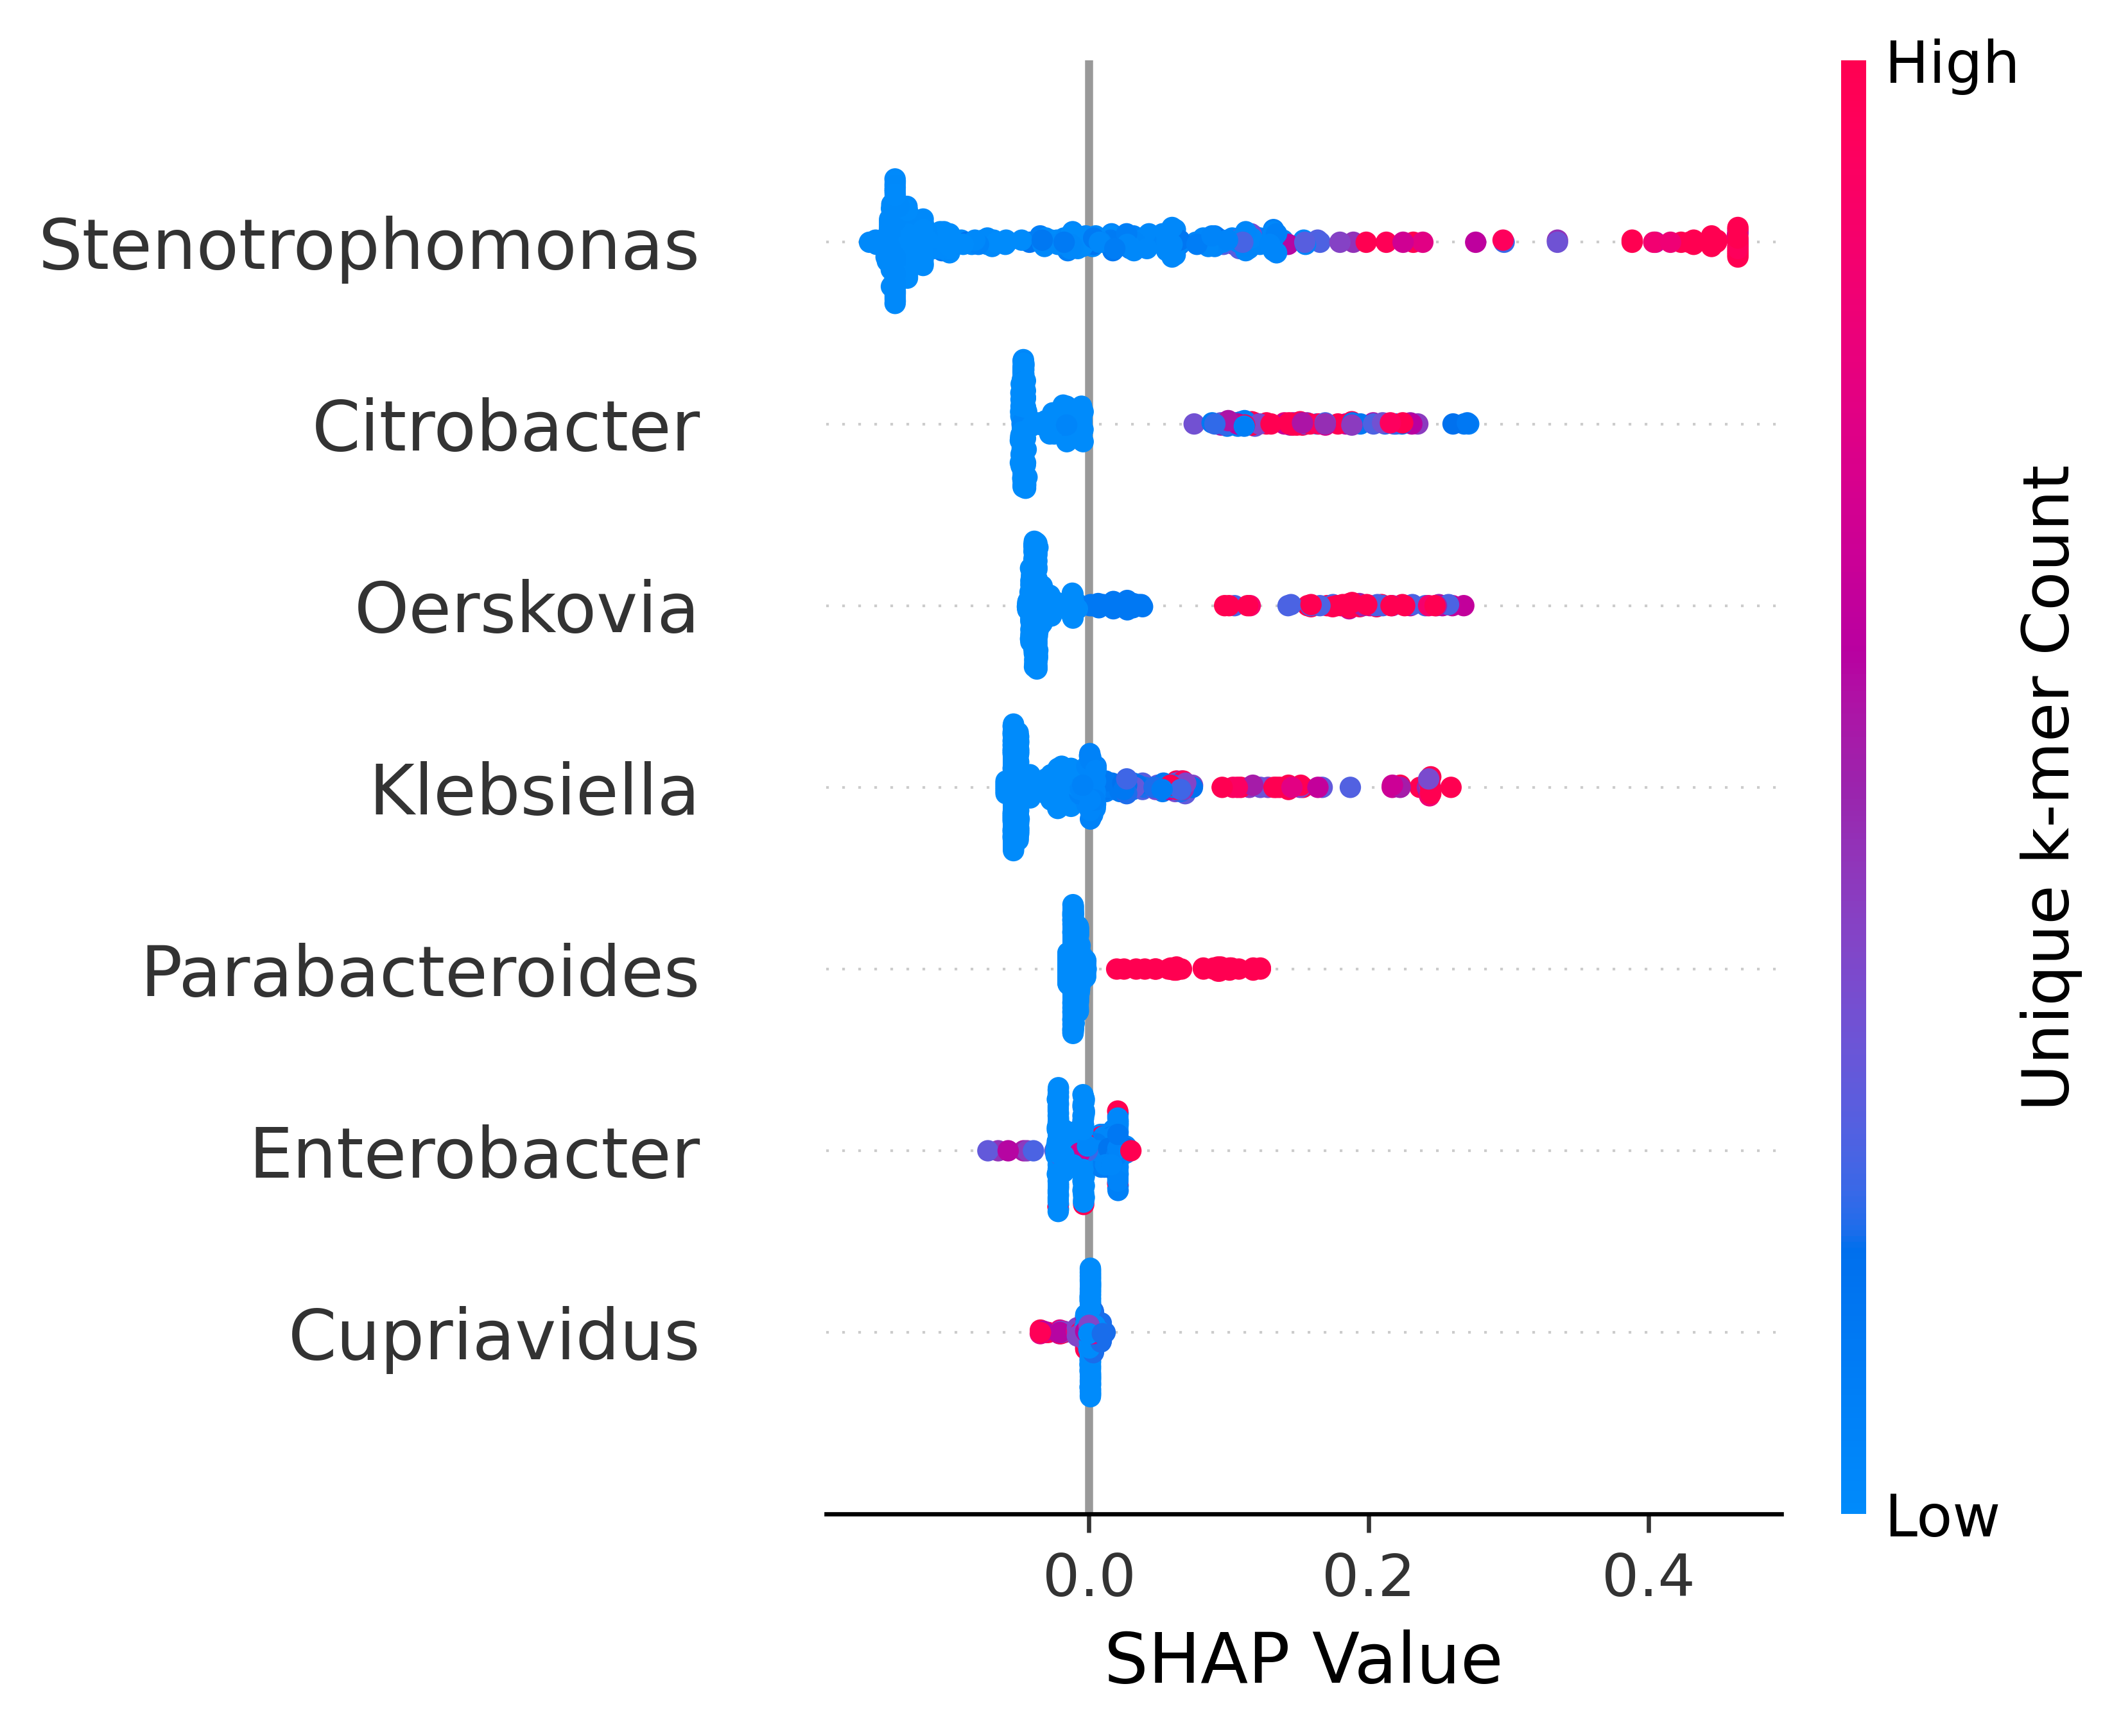 High
Stenotrophomonas
Citrobacter
Oerskovia
Klebsiella
Parabacteroides
Enterobacter
Cupriavidus
Unique k-mer Count
Low
0.0 0.2 0.4
SHAP Value